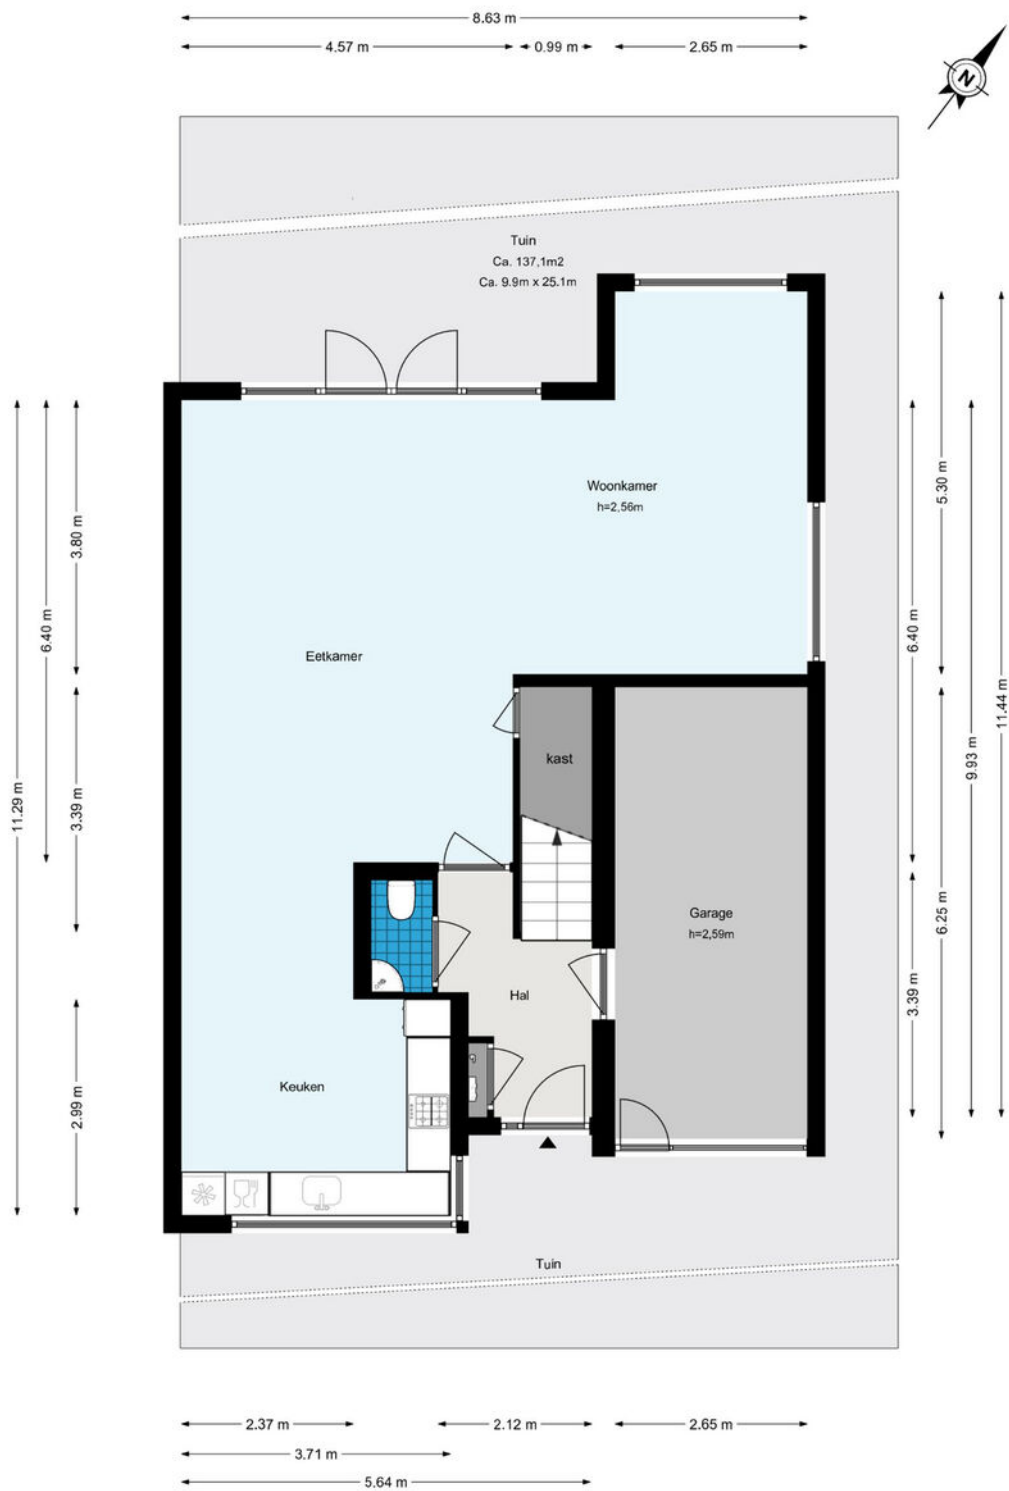 8.63 m
4.57 m
0.99 m
2.65 m
N
Tuin
Ca. 137,1m2
Ca. 9.9m x 25.1m
Woonkamer
h=2,56m
Eetkamer
kast
Garage
h=2,59m
Hal
Keuken
Tuin
11.29 m
6.40 m
3.80 m
3.39 m
2.99 m
6.40 m
3.39 m
5.30 m
6.25 m
9.93 m
11.44 m
2.37 m
2.12 m
2.65 m
3.71 m
5.64 m